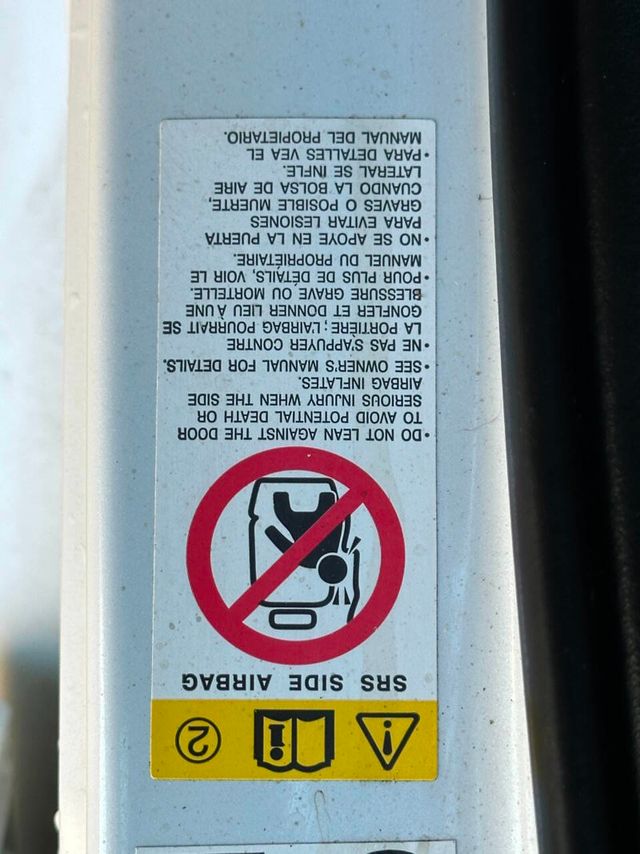 2
SRS SIDE AIRBAG
• DO NOT LEAN AGAINST THE DOOR
TO AVOID POTENTIAL DEATH OR
SERIOUS INJURY WHEN THE SIDE
AIRBAG INFLATES.
• SEE OWNER'S MANUAL FOR DETAILS.
• NE PAS S'APPUYER CONTRE
LA PORTIÈRE ; L'AIRBAG POURRAIT SE
GONFLER ET DONNER LIEU À UNE
BLESSURE GRAVE OU MORTELLE.
• POUR PLUS DE DÉTAILS, VOIR LE
MANUEL DU PROPRIÉTAIRE.
• NO SE APOYE EN LA PUERTA
PARA EVITAR LESIONES
GRAVES O POSIBLE MUERTE,
CUANDO LA BOLSA DE AIRE
LATERAL SE INFLE.
• PARA DETALLES VEA EL
MANUAL DEL PROPIETARIO.